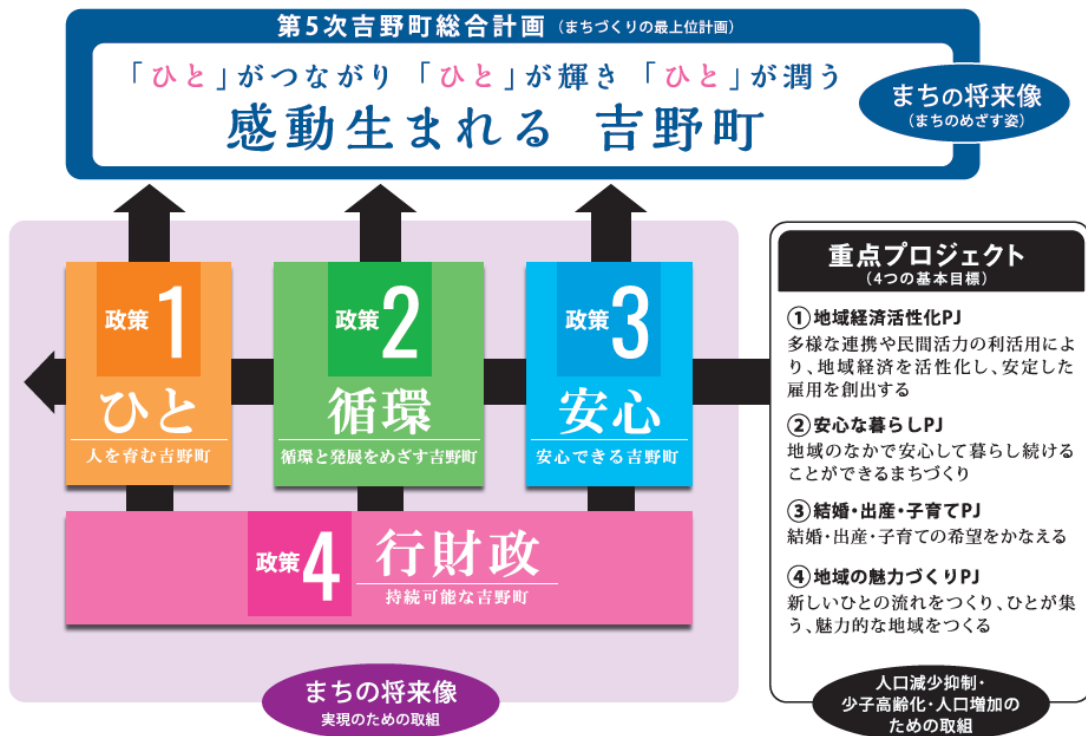 第5次吉野町総合計画（まちづくりの最上位計画）
「ひと」がつながり 「ひと」が輝き 「ひと」が潤う
感動生まれる 吉野町
まちの将来像
（まちのめざす姿）
政策1
ひと
人を育む吉野町
政策2
循環
循環と発展をめざす吉野町
政策3
安心
安心できる吉野町
政策4
行財政
持続可能な吉野町
まちの将来像
実現のための取組
重点プロジェクト
（4つの基本目標）
①地域経済活性化PJ
多様な連携や民間活力の利活用によ
り、地域経済を活性化し、安定した
雇用を創出する
②安心な暮らしPJ
地域のなかで安心して暮らし続ける
ことができるまちづくり
③結婚・出産・子育てPJ
結婚・出産・子育ての希望をかなえる
④地域の魅力づくりPJ
新しいひとの流れをつくり、ひとが集
う、魅力的な地域をつくる
人口減少抑制・
少子高齢化・人口増加の
ための取組